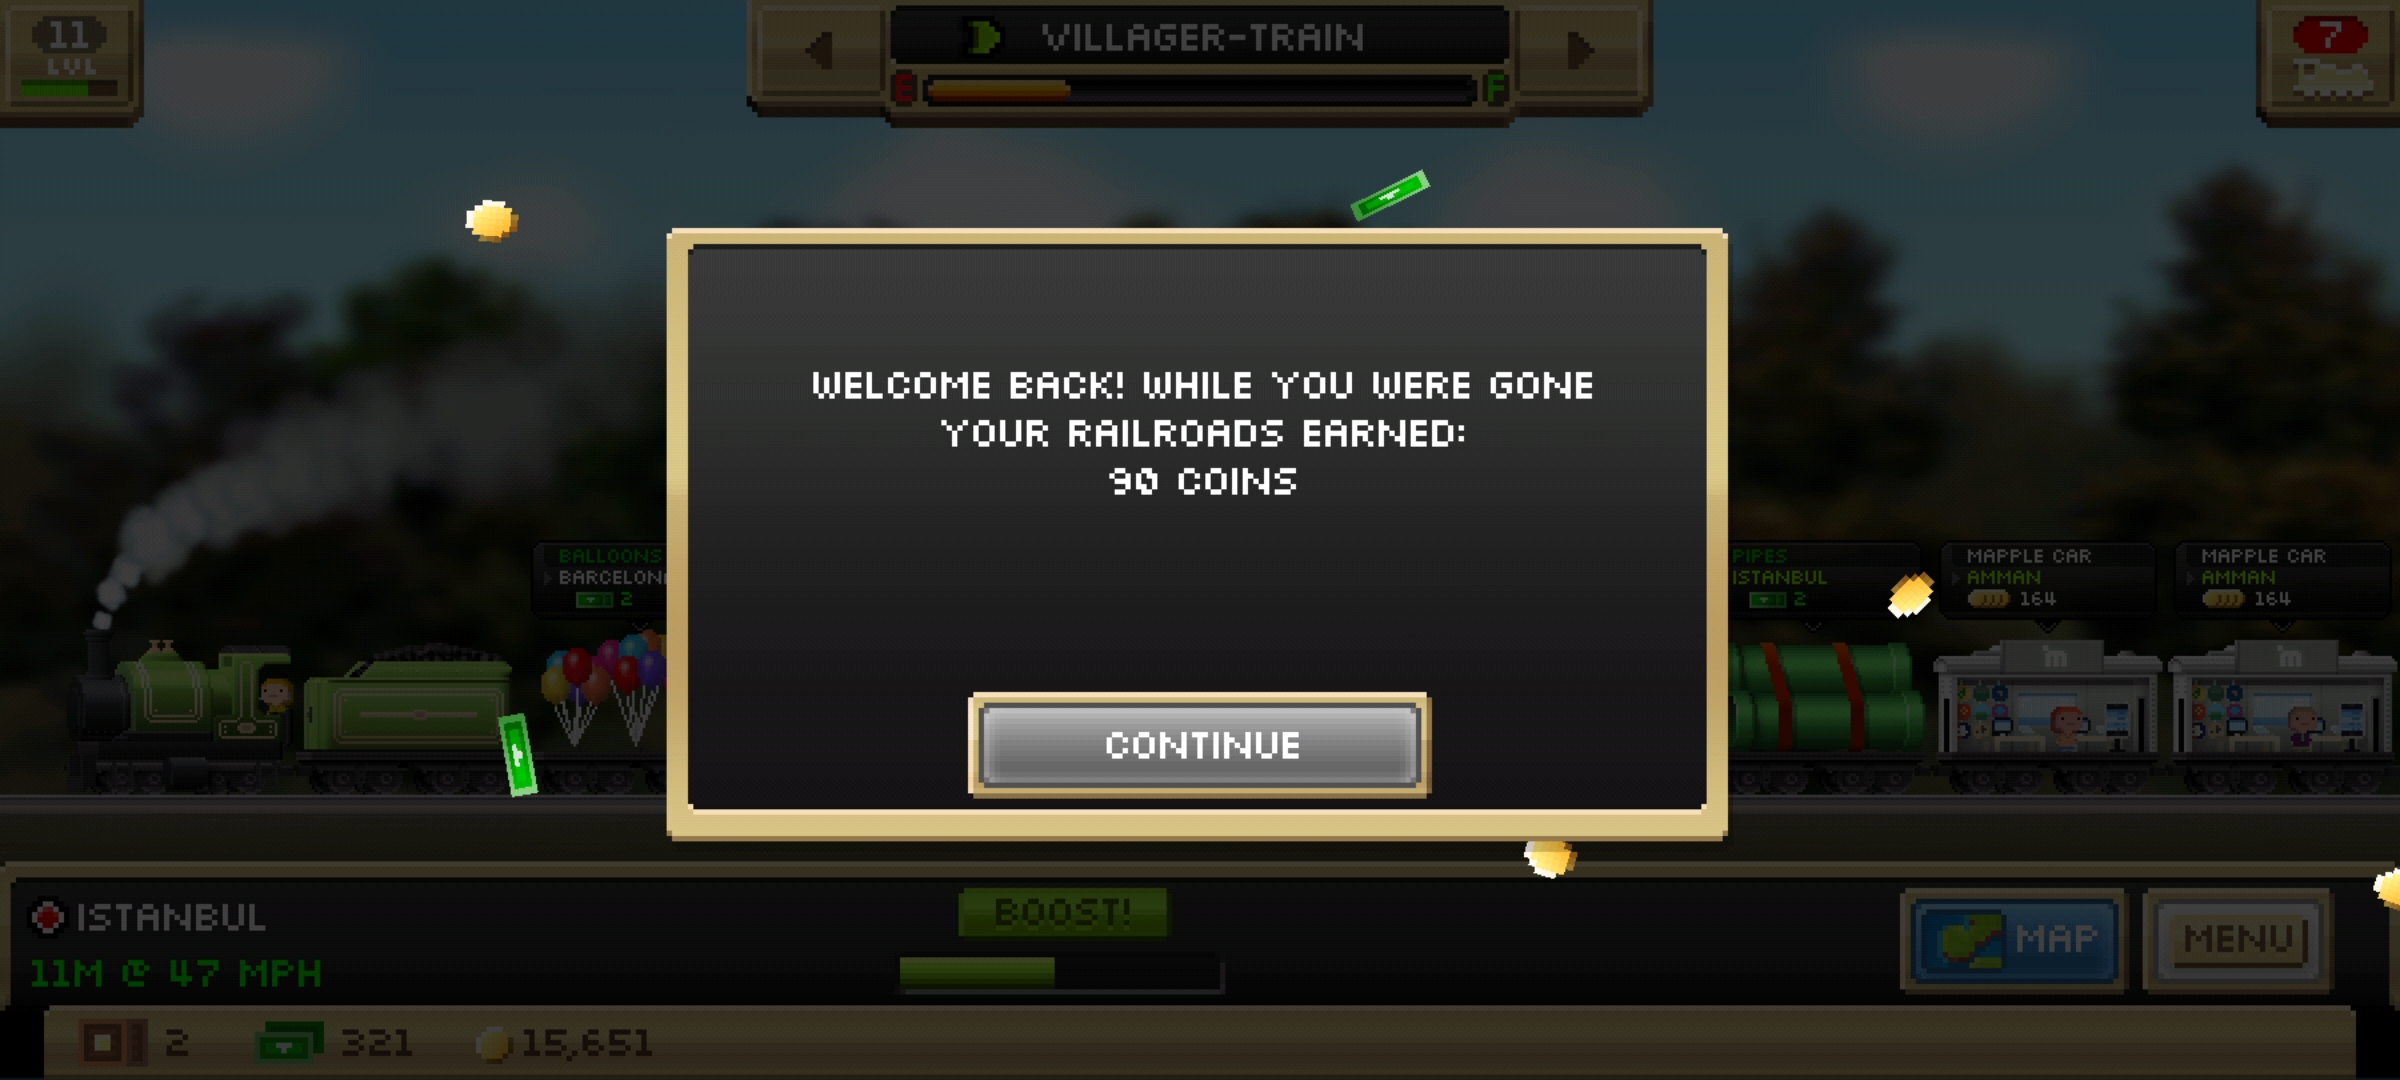 11
LVL
VILLAGER-TRAIN
E
F
7
WELCOME BACK! WHILE YOU WERE GONE
YOUR RAILROADS EARNED:
90 COINS
CONTINUE
BALLOONS
2
PIPES
ISTANBUL
2
MAPPLE CAR
AMMAN
164
MAPPLE CAR
AMMAN
164
m
m
ISTANBUL
11M @ 47 MPH
BOOST!
MAP
MENU
2
321
15,651